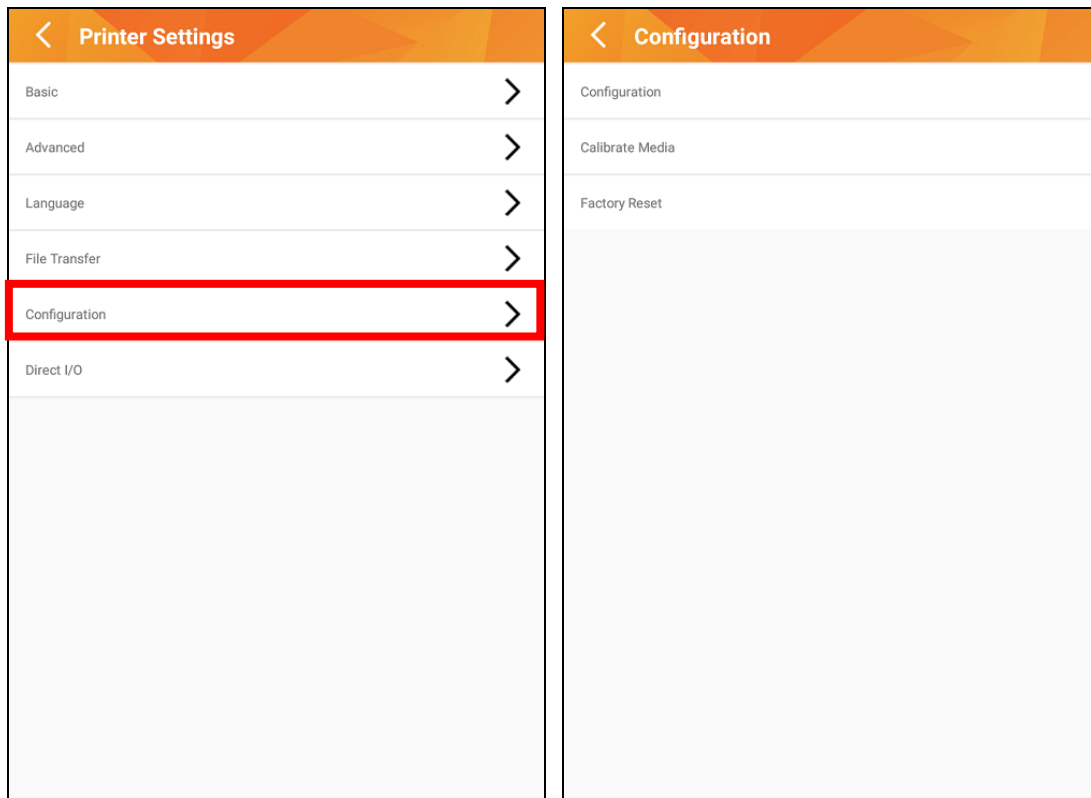 Printer Settings
Basic
Advanced
Language
File Transfer
Configuration
Direct I/O
Configuration
Configuration
Calibrate Media
Factory Reset